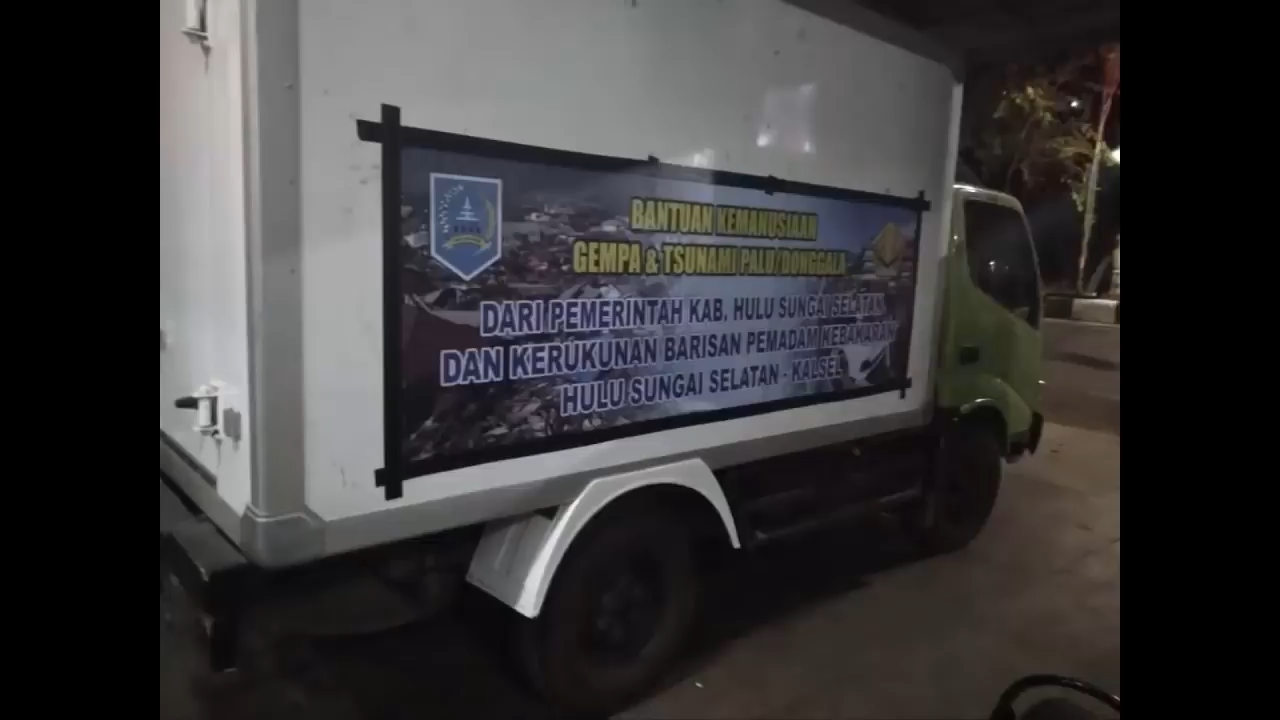 BANTUAN KEMANUSIAAN
GEMPA & TSUNAMI PALU/DONGGALA
DARI PEMERINTAH KAB. HULU SUNGAI SELATAN
DAN KERUKUNAN BARISAN PEMADAM KEBAKARAN
HULU SUNGAI SELATAN - KALSEL